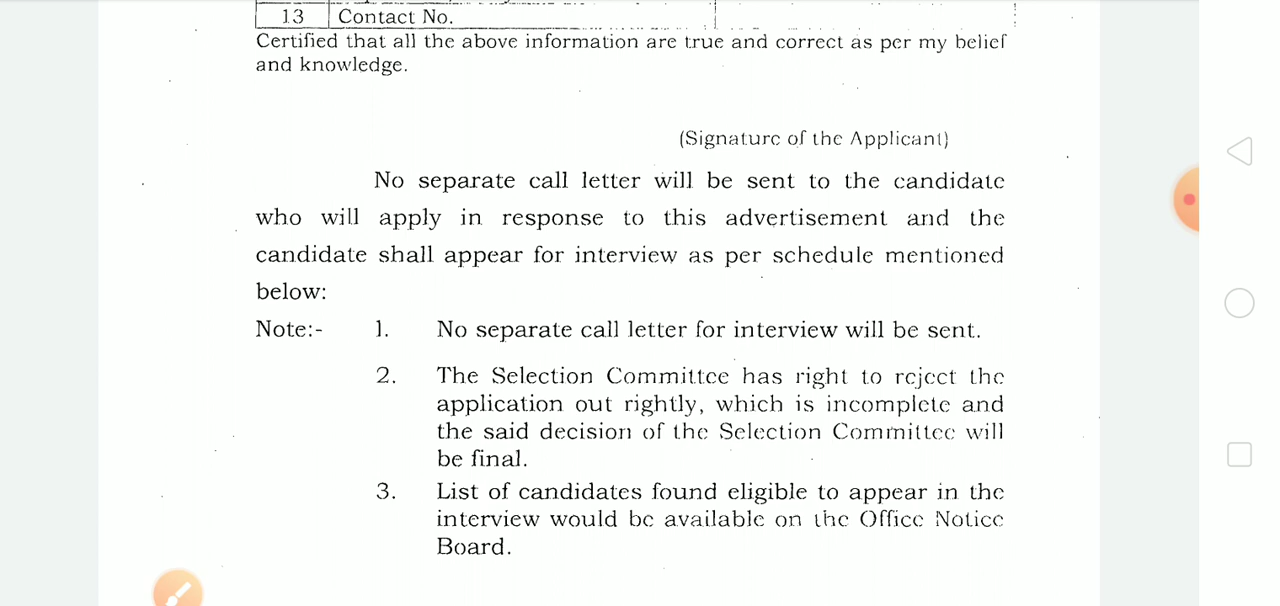 13 Contact No.
Certified that all the above information are true and correct as per my belief
and knowledge.
(Signature of the Applicant)
No separate call letter will be sent to the candidate
who will apply in response to this advertisement and the
candidate shall appear for interview as per schedule mentioned
below:
Note:- 1. No separate call letter for interview will be sent.
2. The Selection Committee has right to reject the
application out rightly, which is incomplete and
the said decision of the Selection Committee will
be final.
3. List of candidates found eligible to appear in the
interview would be available on the Office Notice
Board.